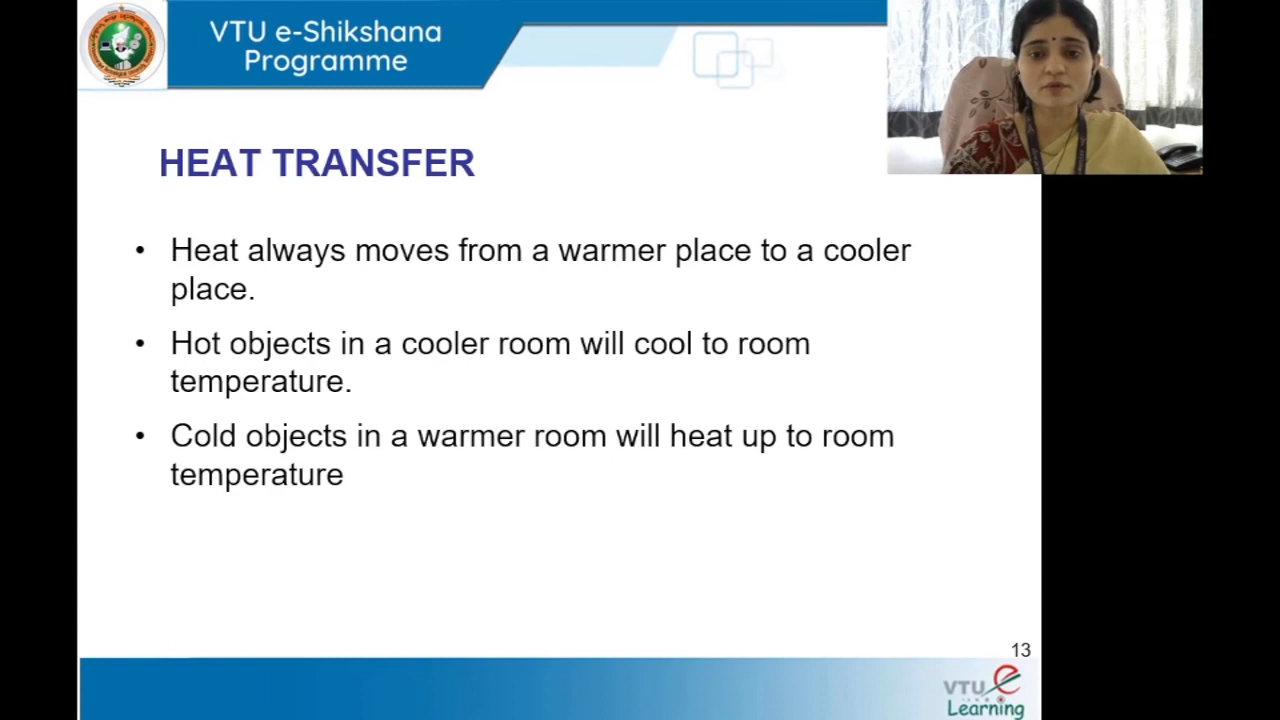 VTU e-Shikshana
Programme
HEAT TRANSFER
• Heat always moves from a warmer place to a cooler
place.
• Hot objects in a cooler room will cool to room
temperature.
• Cold objects in a warmer room will heat up to room
temperature
13
VTU e
Learning